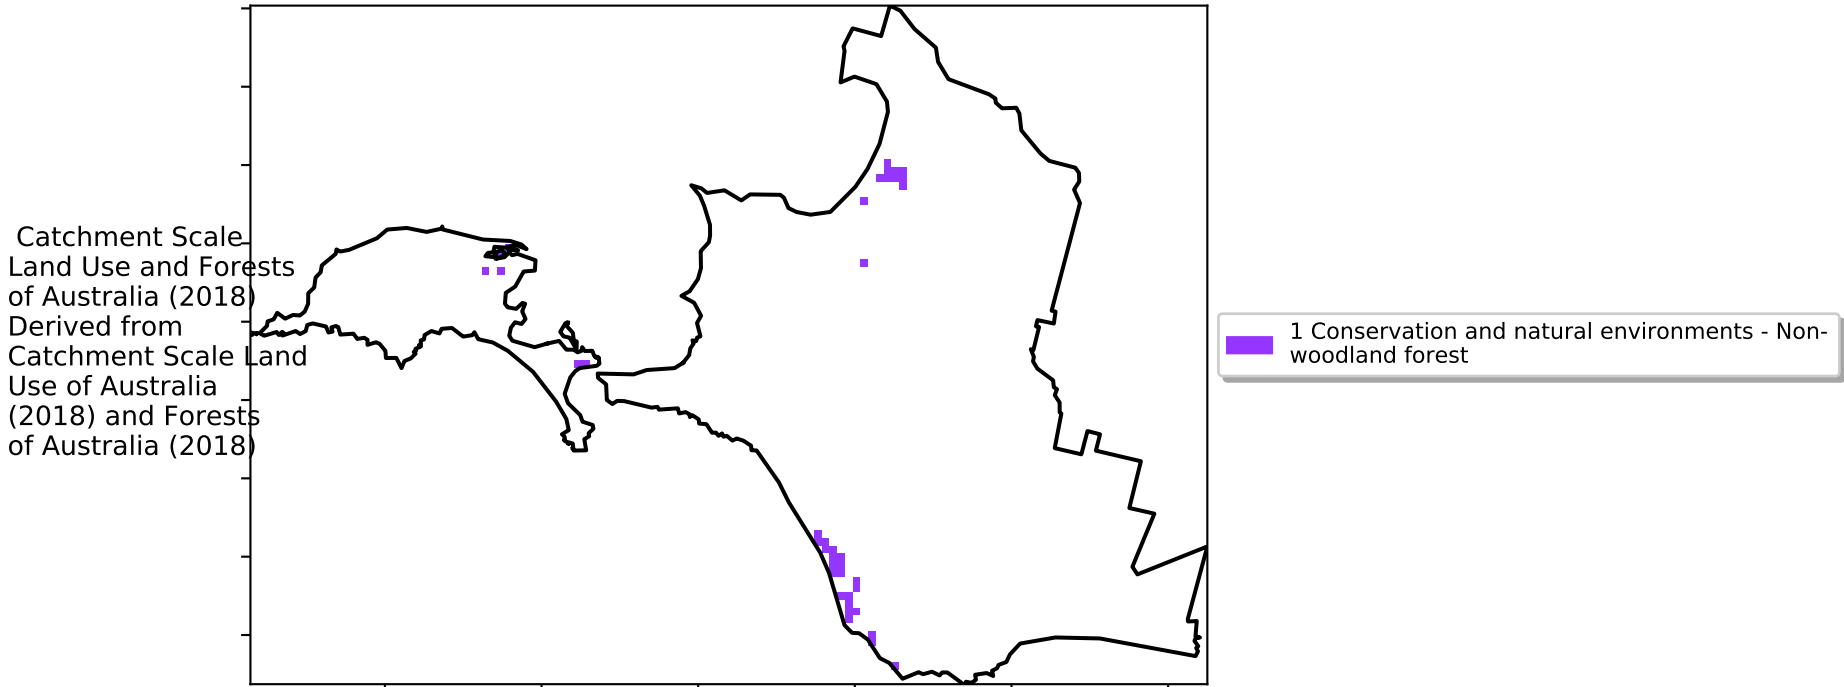 Catchment Scale
Land Use and Forests
of Australia (2018)
Derived from
Catchment Scale Land
Use of Australia
(2018) and Forests
of Australia (2018)
1 Conservation and natural environments - Non-
woodland forest